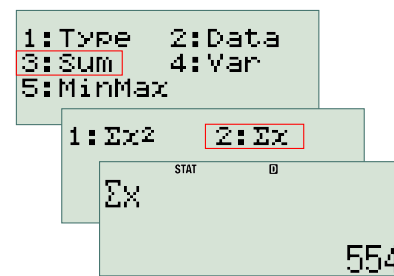 1:Type 2:Data
3:Sum 4:Var
5:MinMax
1:Σx² 2:Σx
STAT D
Σx
554